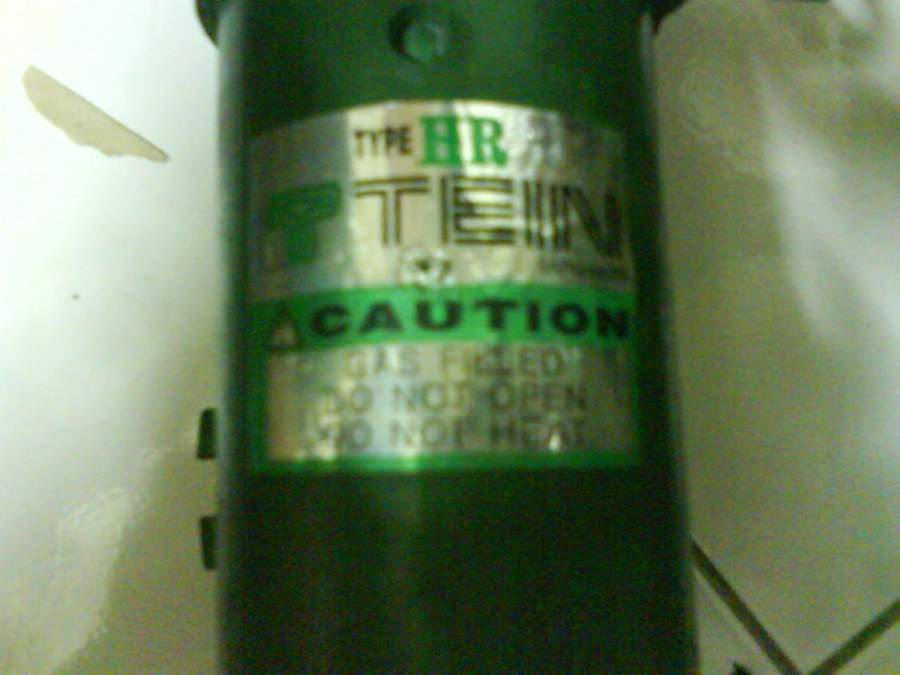 TYPE HR
TEIN
CAUTION
GAS FILLED
DO NOT OPEN
DO NOT HEAT